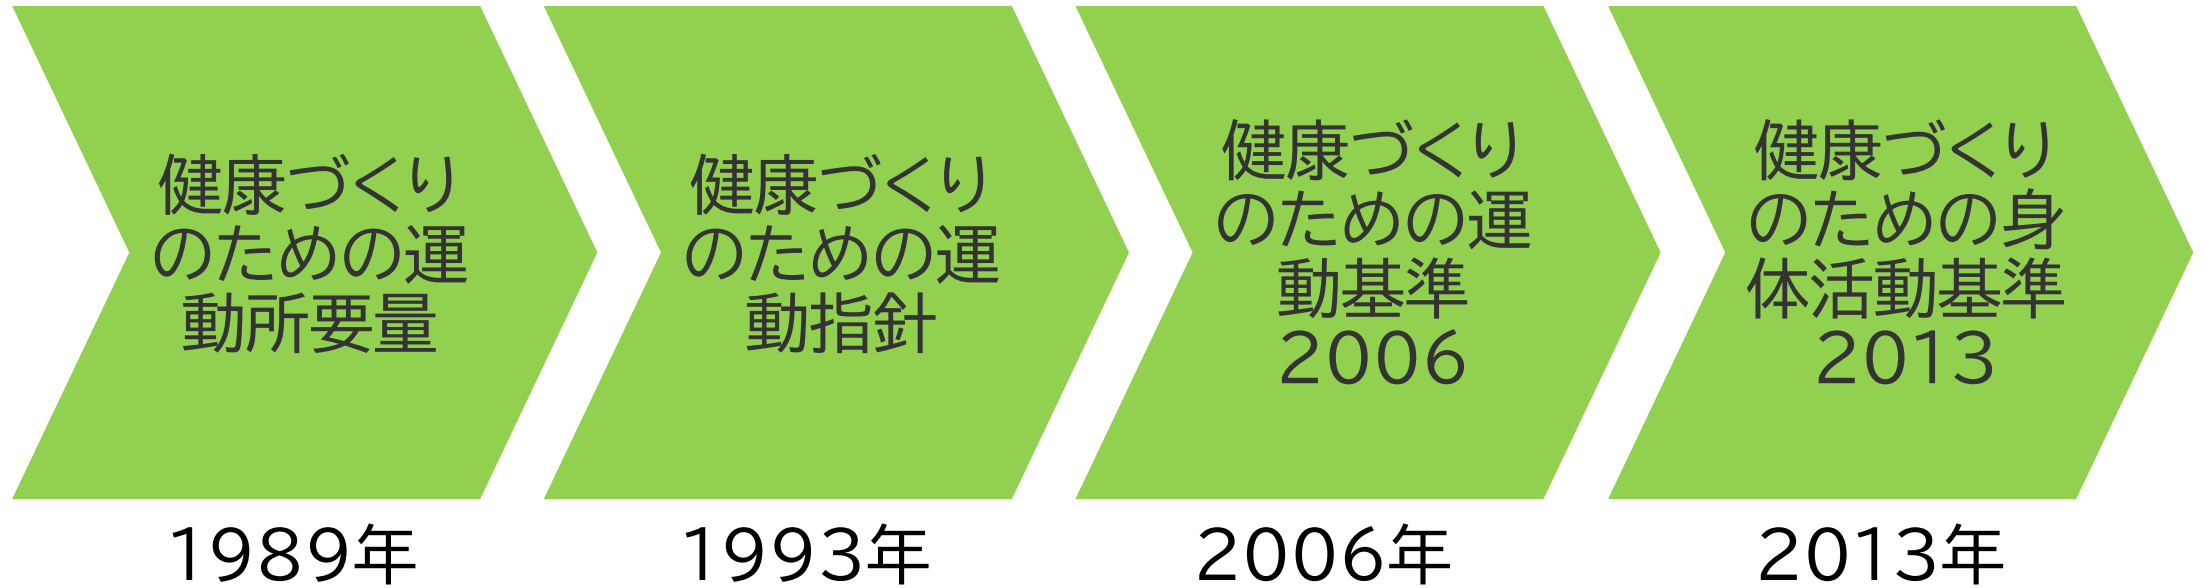 健康づくり
のための運
動所要量
健康づくり
のための運
動指針
健康づくり
のための運
動基準
2006
健康づくり
のための身
体活動基準
2013
1989年
1993年
2006年
2013年